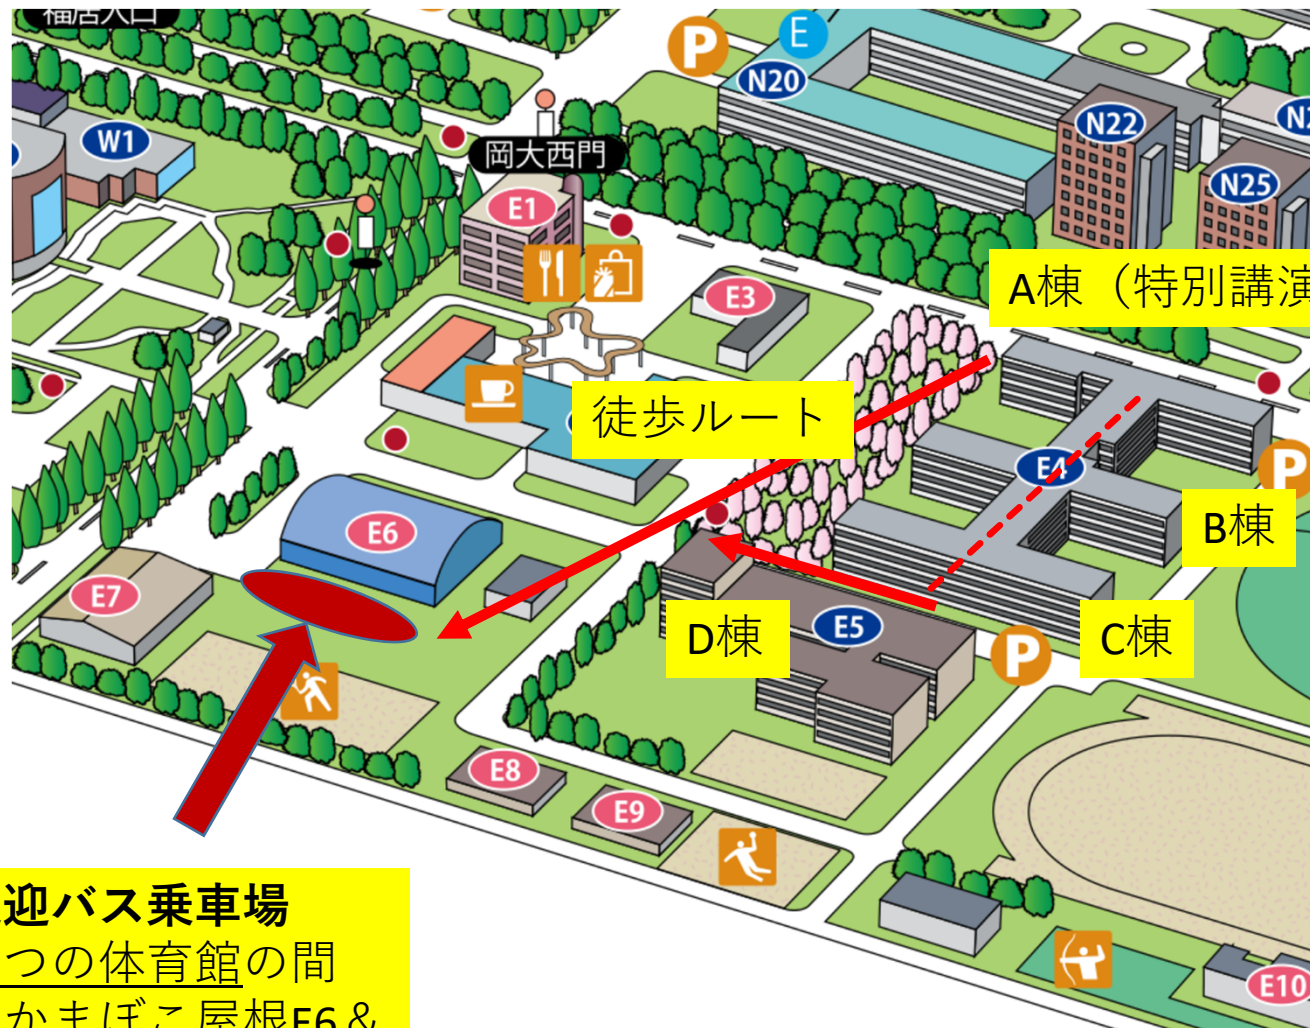 福居入口
P
E
N20
N22
W1
岡大西門
N25
E1
A棟（特別講演
E3
徒歩ルート
E4
P
B棟
E6
E7
D棟
E5
C棟
P
E8
E9
迎バス乗車場
つの体育館の間
かまぼこ屋根E6＆
E10